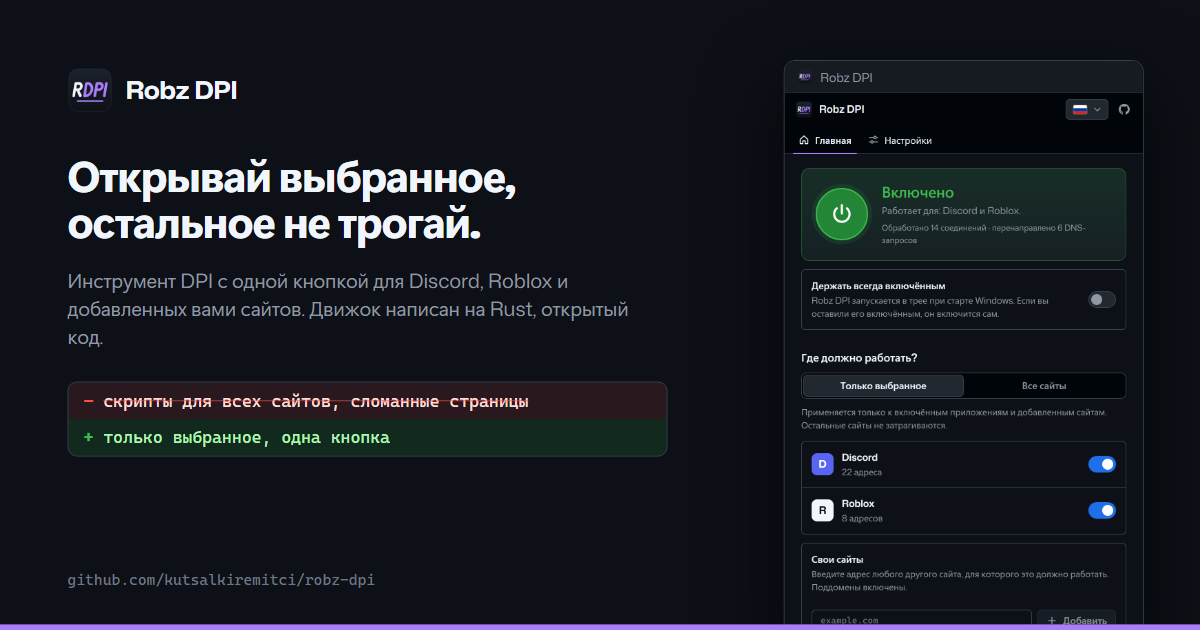 RDPI Robz DPI
Открывай выбранное,
остальное не трогай.
Инструмент DPI с одной кнопкой для Discord, Roblox и
добавленных вами сайтов. Движок написан на Rust, открытый
код.
− скрипты для всех сайтов, сломанные страницы
+ только выбранное, одна кнопка
github.com/kutsalkiremitci/robz-dpi
RDPI Robz DPI
RDPI Robz DPI
Главная Настройки
Включено
Работает для: Discord и Roblox.
Обработано 14 соединений · перенаправлено 6 DNS-
запросов
Держать всегда включённым
Robz DPI запускается в трее при старте Windows. Если вы
оставили его включённым, он включится сам.
Где должно работать?
Только выбранное Все сайты
Применяется только к включённым приложениям и добавленным сайтам.
Остальные сайты не затрагиваются.
D Discord
22 адреса
R Roblox
8 адресов
Свои сайты
Введите адрес любого другого сайта, для которого это должно работать.
Поддомены включены.
example.com + Добавить